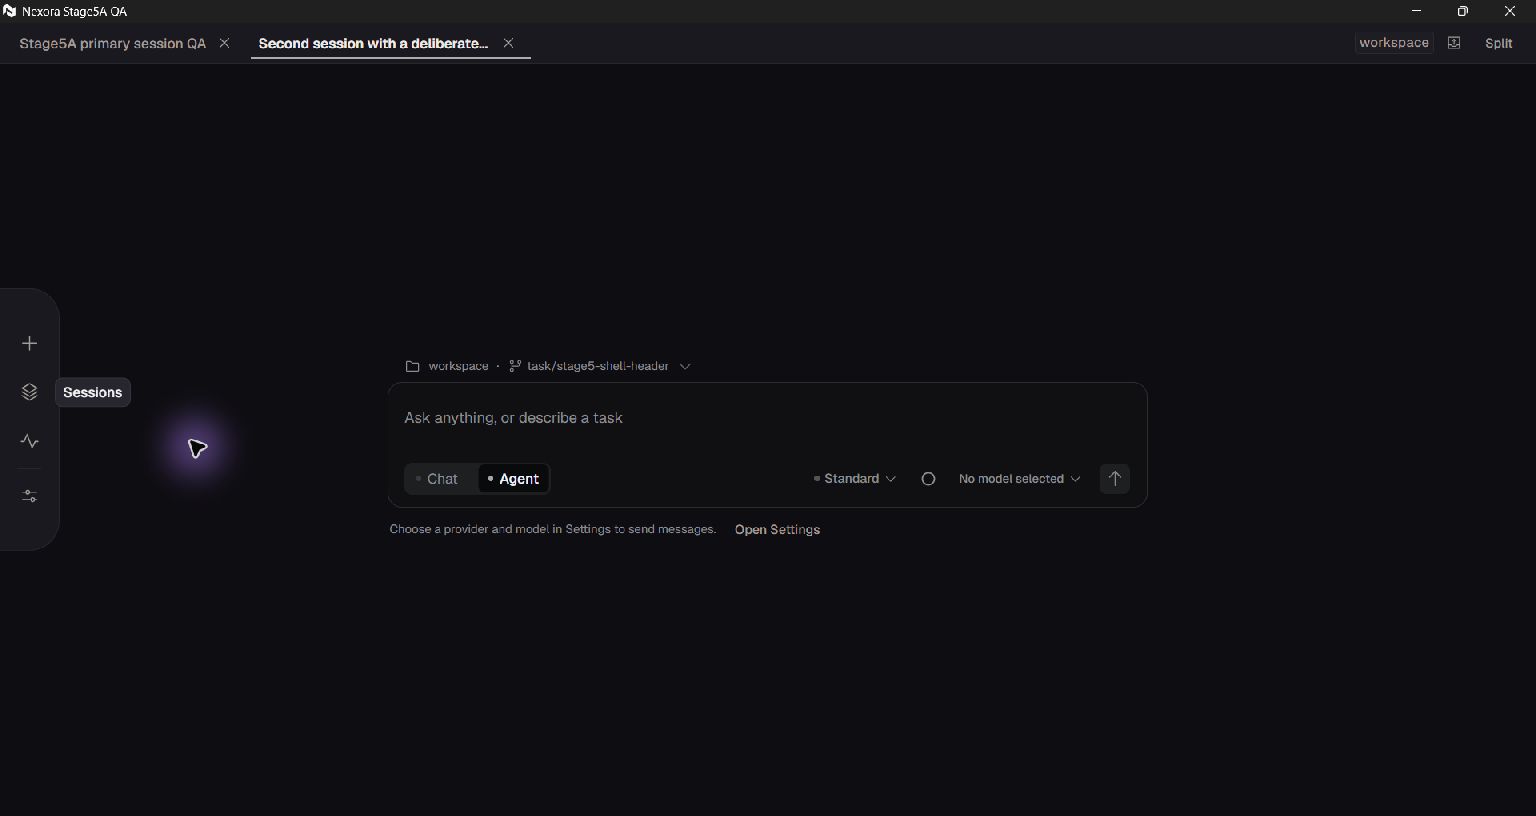 Nexora Stage5A QA
Stage5A primary session QA
Second session with a deliberate...
workspace
Split
workspace · task/stage5-shell-header
Sessions
Ask anything, or describe a task
Chat
Agent
Standard
No model selected
Choose a provider and model in Settings to send messages. Open Settings